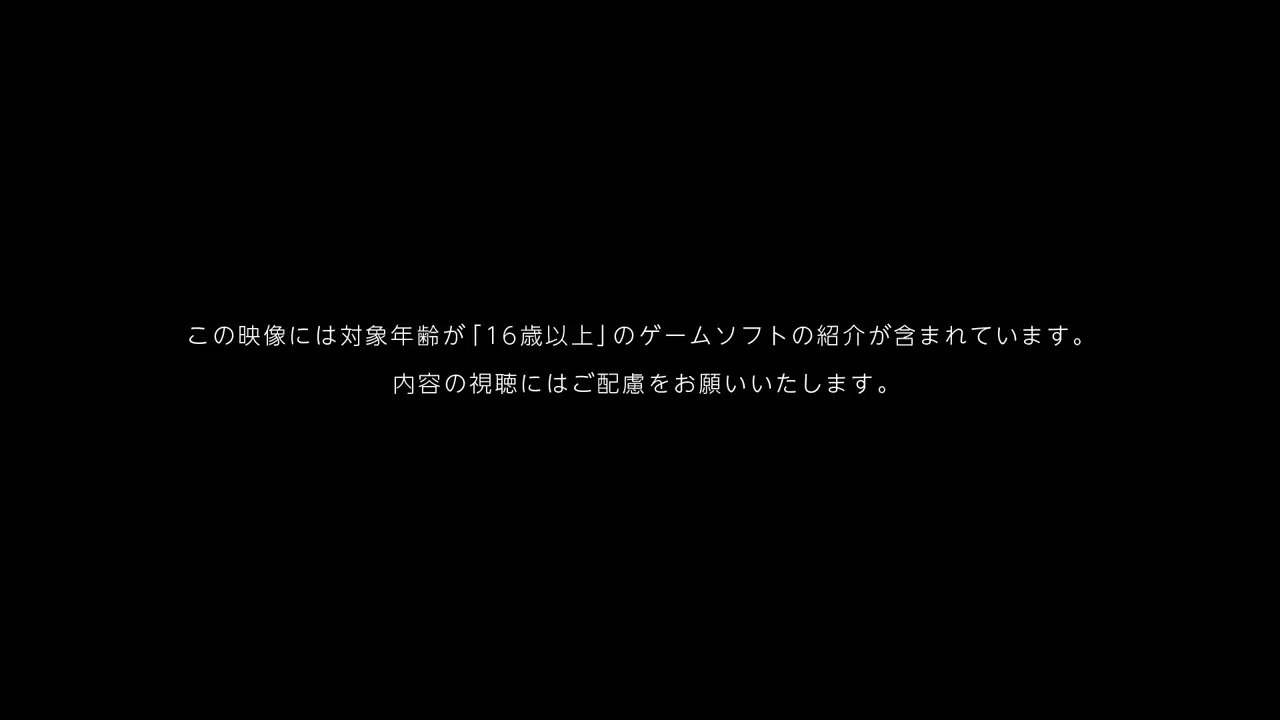 この映像には対象年齢が「16歳以上」のゲームソフトの紹介が含まれています。
内容の視聴にはご配慮をお願いいたします。